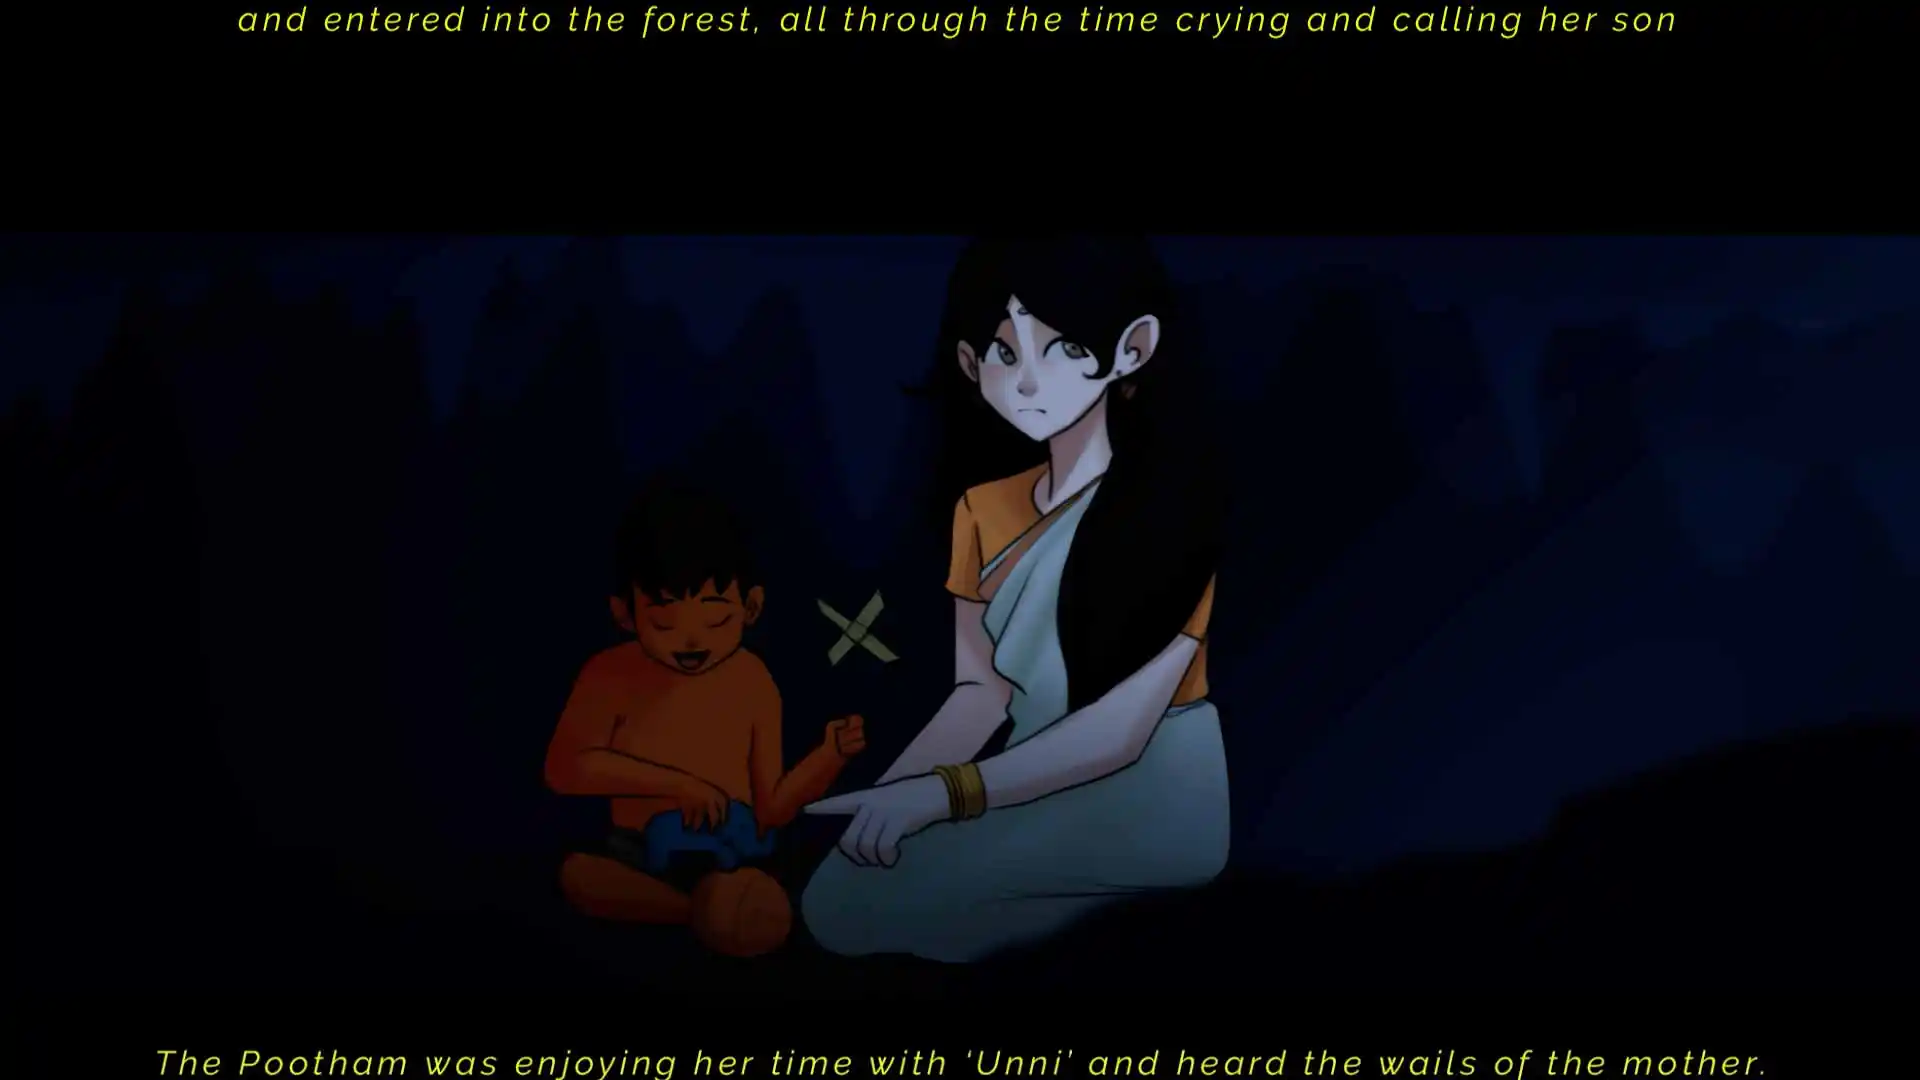 and entered into the forest, all through the time crying and calling her son
The Pootham was enjoying her time with ‘Unni’ and heard the wails of the mother.